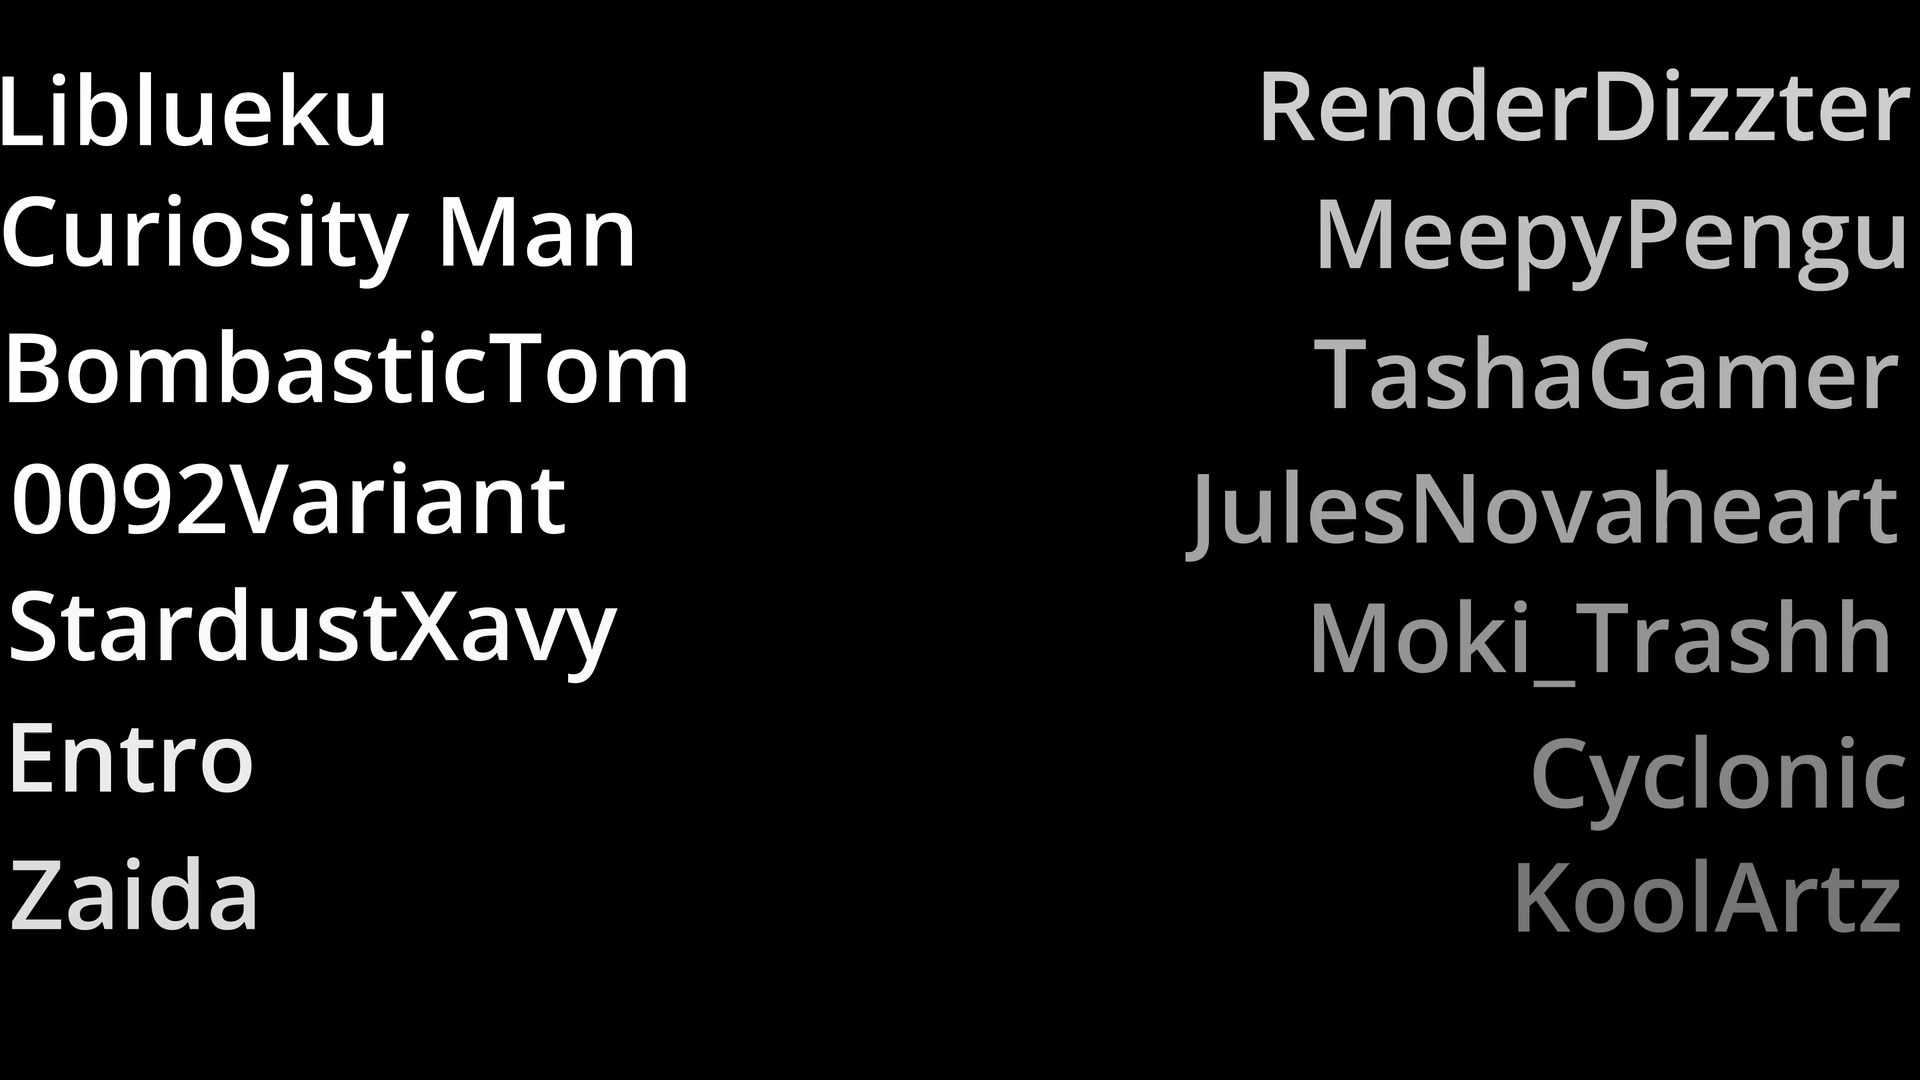 Liblueku
Curiosity Man
BombasticTom
0092Variant
StardustXavy
Entro
Zaida
RenderDizzter
MeepyPengu
TashaGamer
JulesNovaheart
Moki_Trashh
Cyclonic
KoolArtz